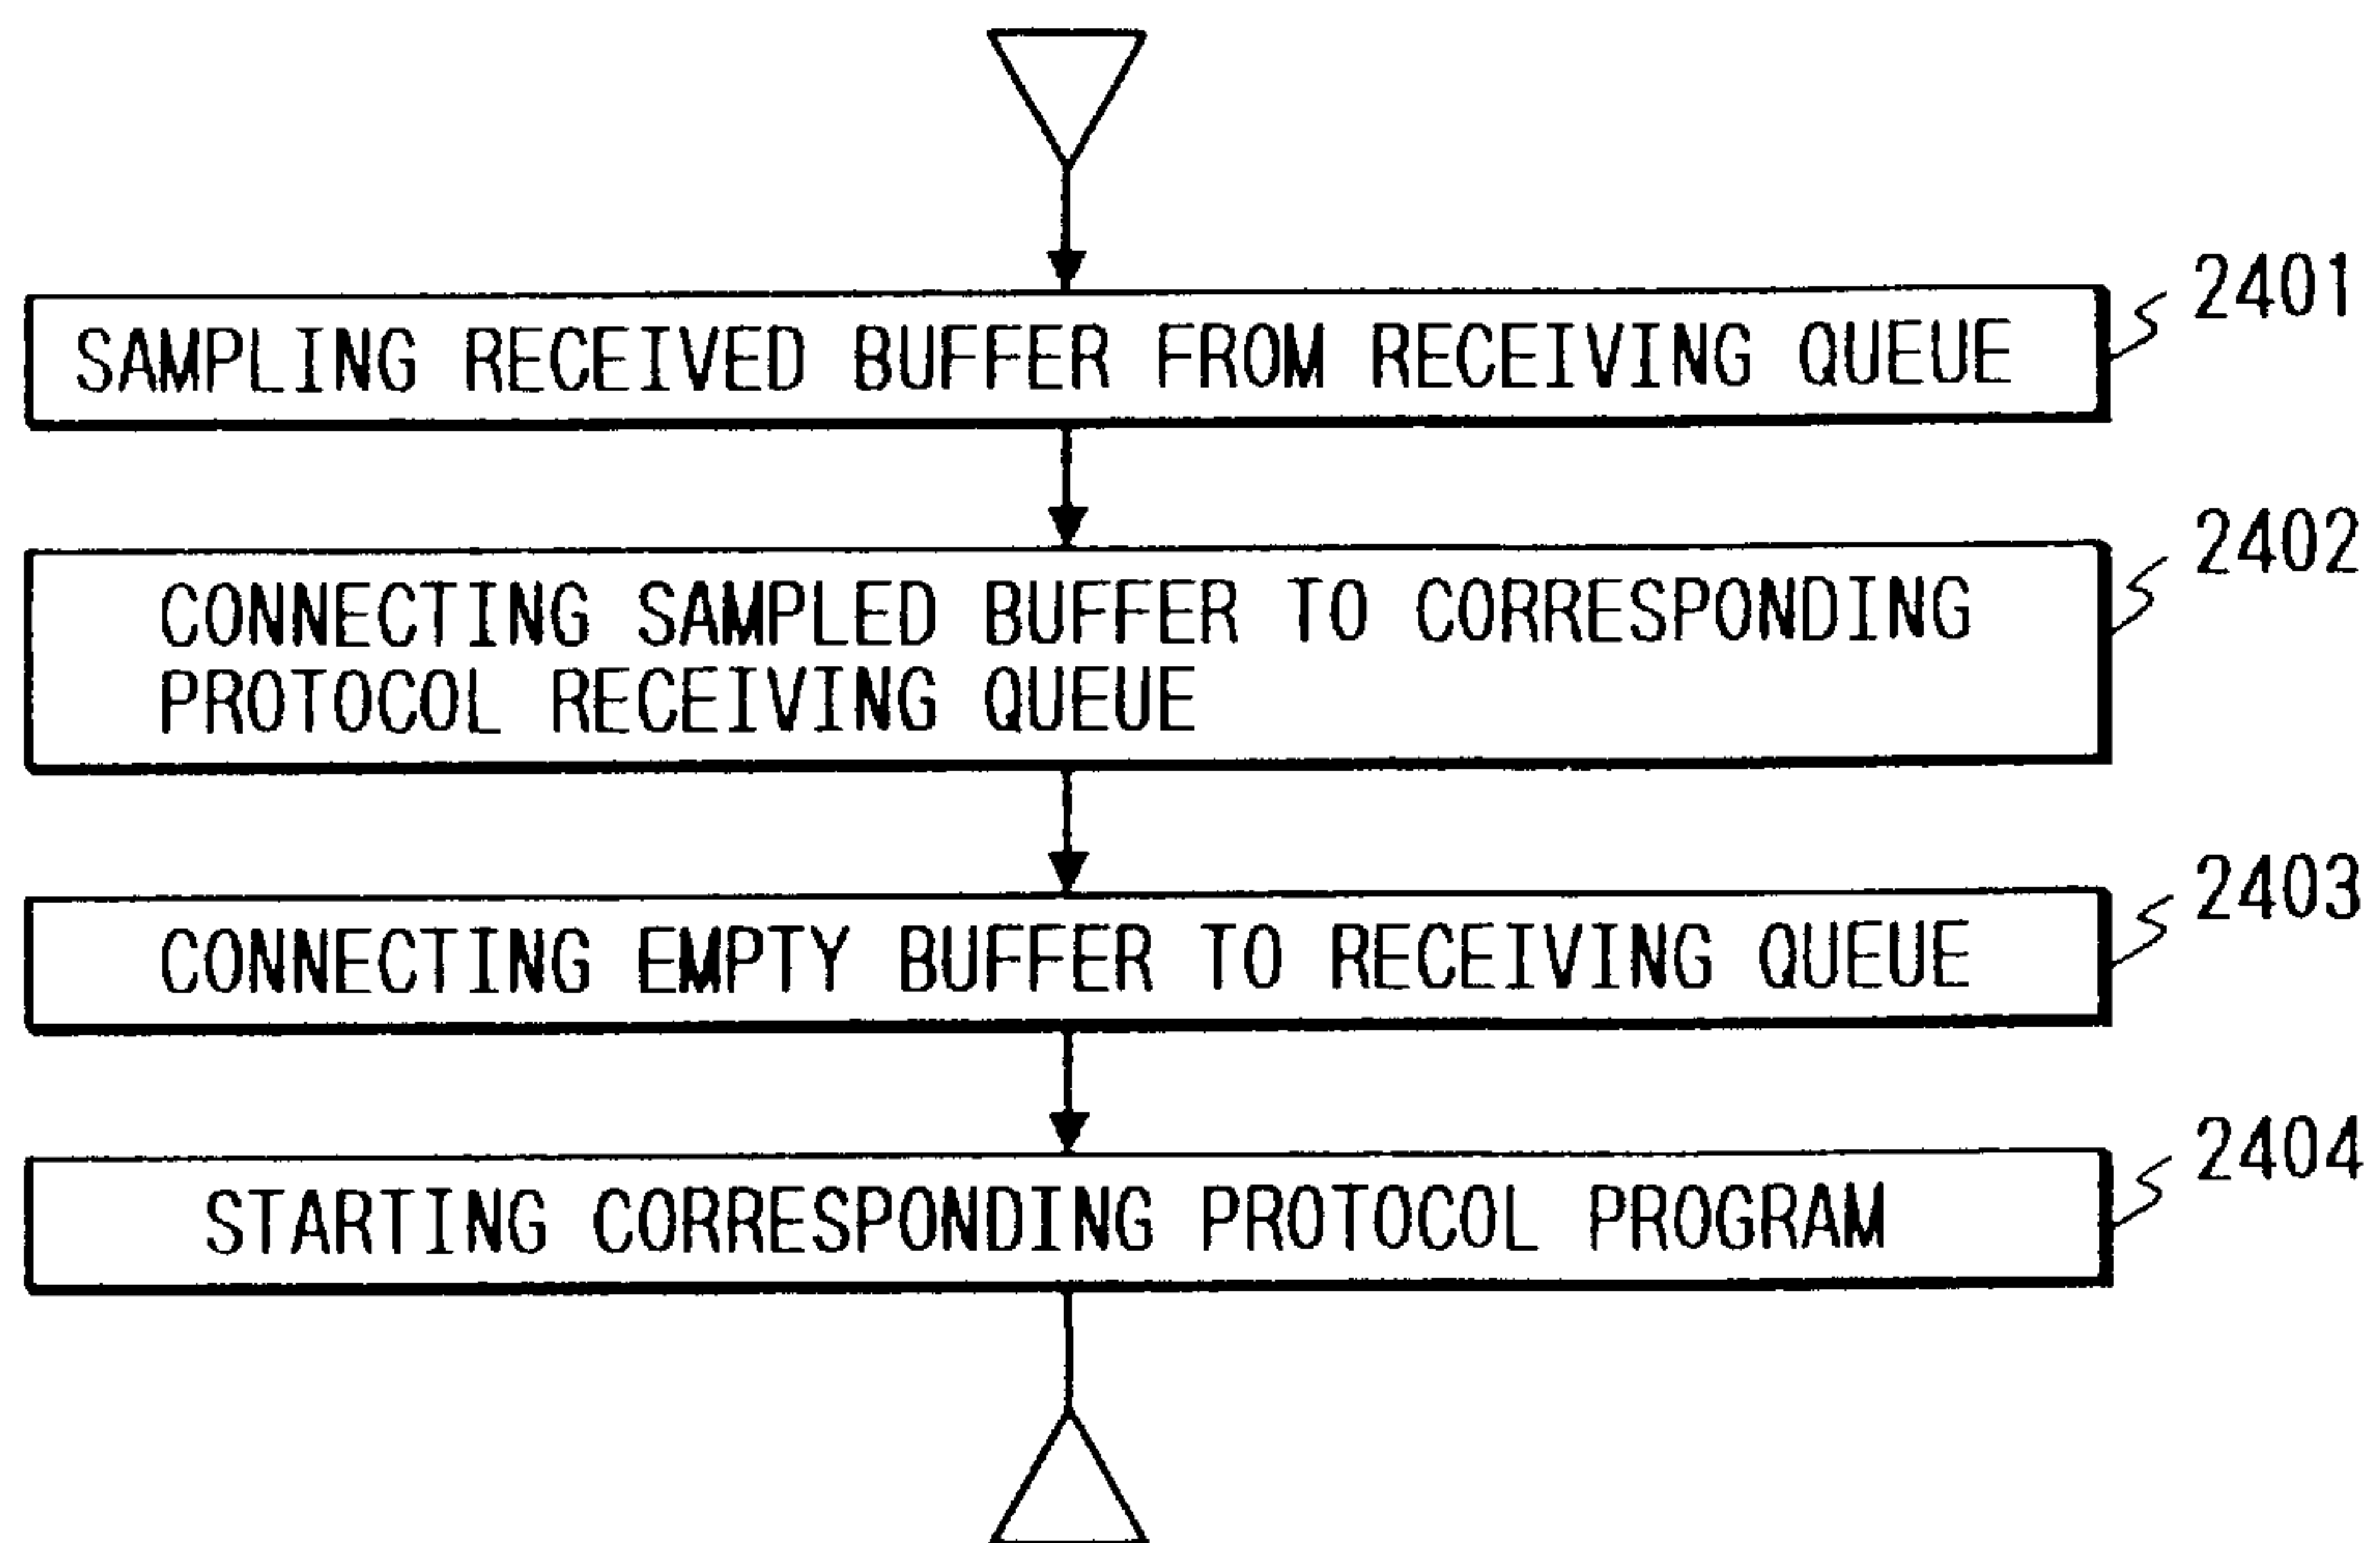 SAMPLING RECEIVED BUFFER FROM RECEIVING QUEUE
2401
CONNECTING SAMPLED BUFFER TO CORRESPONDING
PROTOCOL RECEIVING QUEUE
2402
CONNECTING EMPTY BUFFER TO RECEIVING QUEUE
2403
STARTING CORRESPONDING PROTOCOL PROGRAM
2404